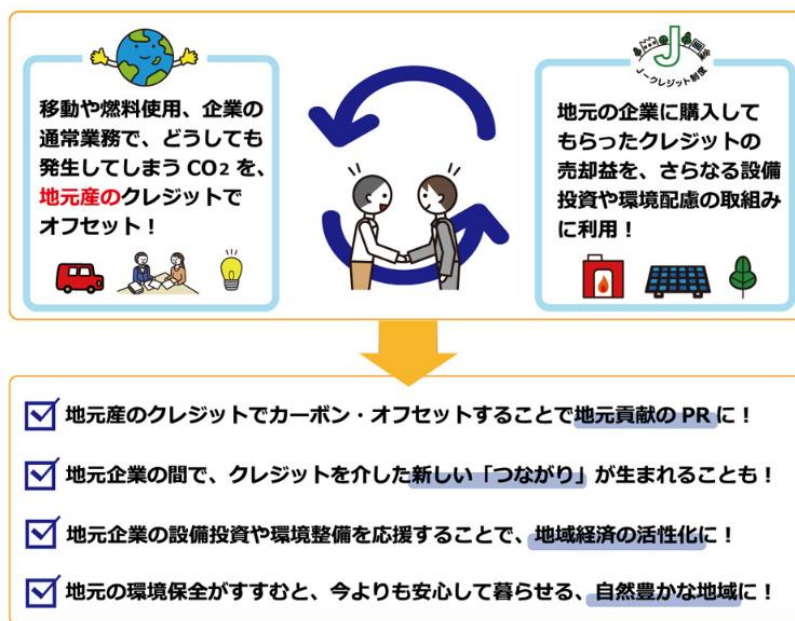 移動や燃料使用、企業の
通常業務で、どうしても
発生してしまう CO2 を、
地元産のクレジットで
オフセット！
J
Jークレジット制度
地元の企業に購入して
もらったクレジットの
売却益を、さらなる設備
投資や環境配慮の取組み
に利用！
地元産のクレジットでカーボン・オフセットすることで地元貢献の PR に！
地元企業の間で、クレジットを介した新しい「つながり」が生まれることも！
地元企業の設備投資や環境整備を応援することで、地域経済の活性化に！
地元の環境保全がすすむと、今よりも安心して暮らせる、自然豊かな地域に！